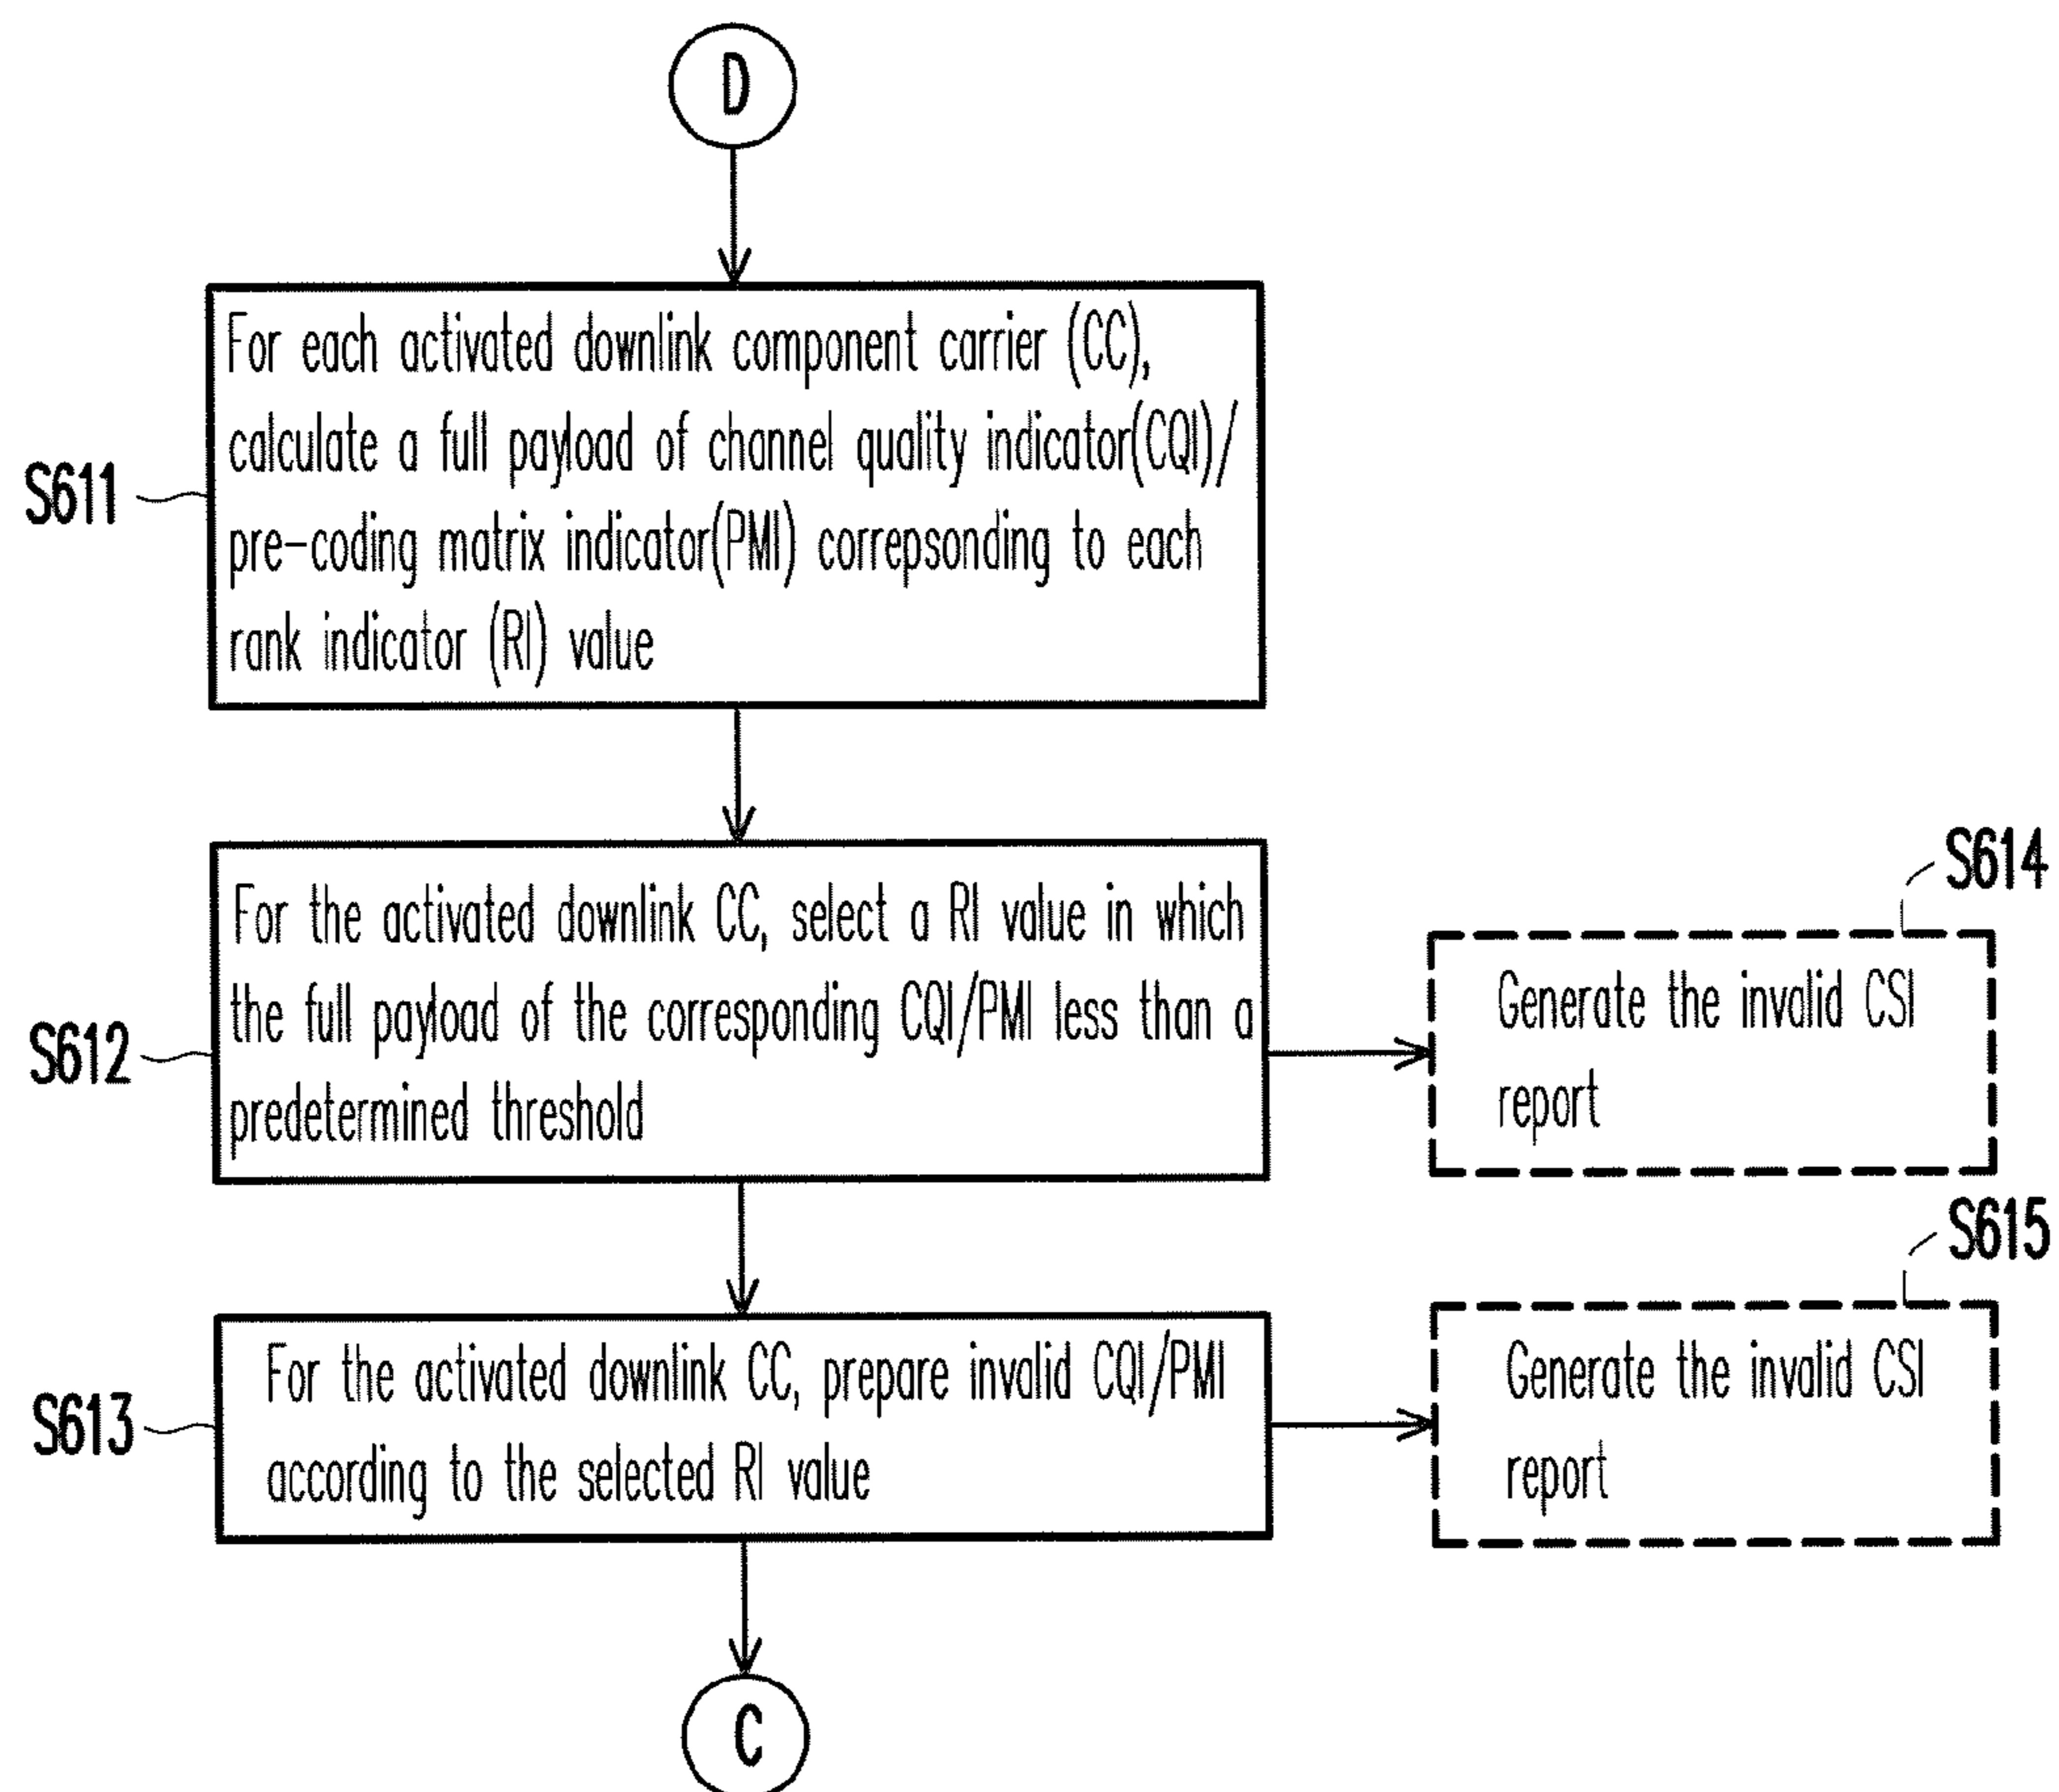 D
For each activated downlink component carrier (CC),
calculate a full payload of channel quality indicator(CQI)/
pre-coding matrix indicator(PMI) correpsonding to each
rank indicator (RI) value
S611
For the activated downlink CC, select a RI value in which
the full payload of the corresponding CQI/PMI less than a
predetermined threshold
S612
S614
Generate the invalid CSI
report
For the activated downlink CC, prepare invalid CQI/PMI
according to the selected RI value
S613
S615
Generate the invalid CSI
report
C